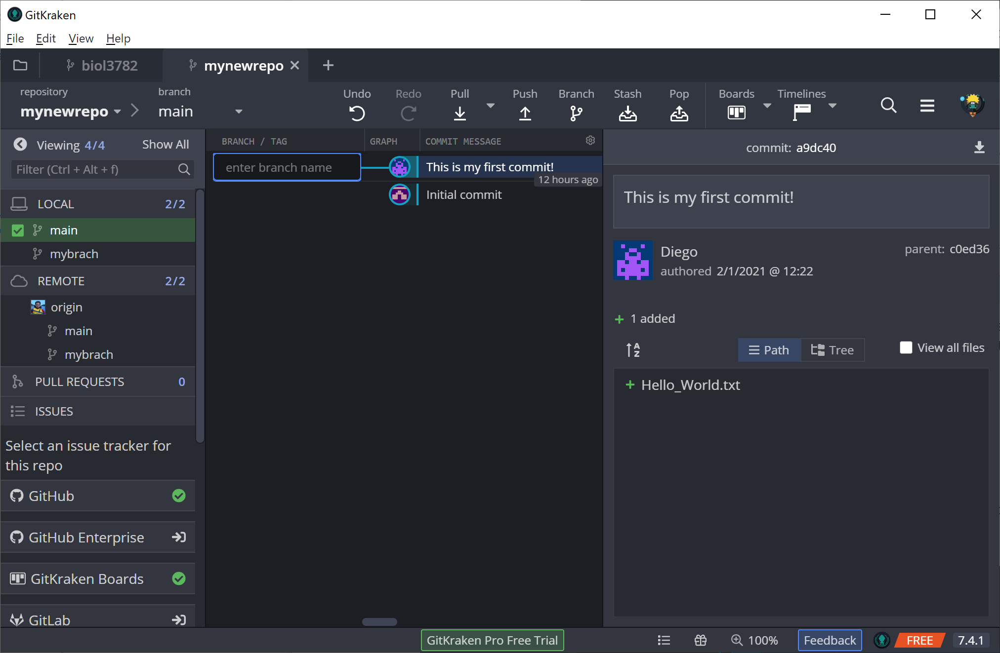 GitKraken
File Edit View Help
biol3782 mynewrepo
repository branch
mynewrepo main
Undo Redo Pull Push Branch Stash Pop Boards Timelines
Viewing 4/4 Show All
Filter (Ctrl + Alt + f)
LOCAL 2/2
main
mybrach
REMOTE 2/2
origin
main
mybrach
PULL REQUESTS 0
ISSUES
Select an issue tracker for
this repo
GitHub
GitHub Enterprise
GitKraken Boards
GitLab
BRANCH / TAG GRAPH COMMIT MESSAGE
enter branch name This is my first commit!
12 hours ago
Initial commit
commit: a9dc40
This is my first commit!
Diego parent: c0ed36
authored 2/1/2021 @ 12:22
+ 1 added
A
Z
Path Tree View all files
+ Hello_World.txt
GitKraken Pro Free Trial 100% Feedback FREE 7.4.1